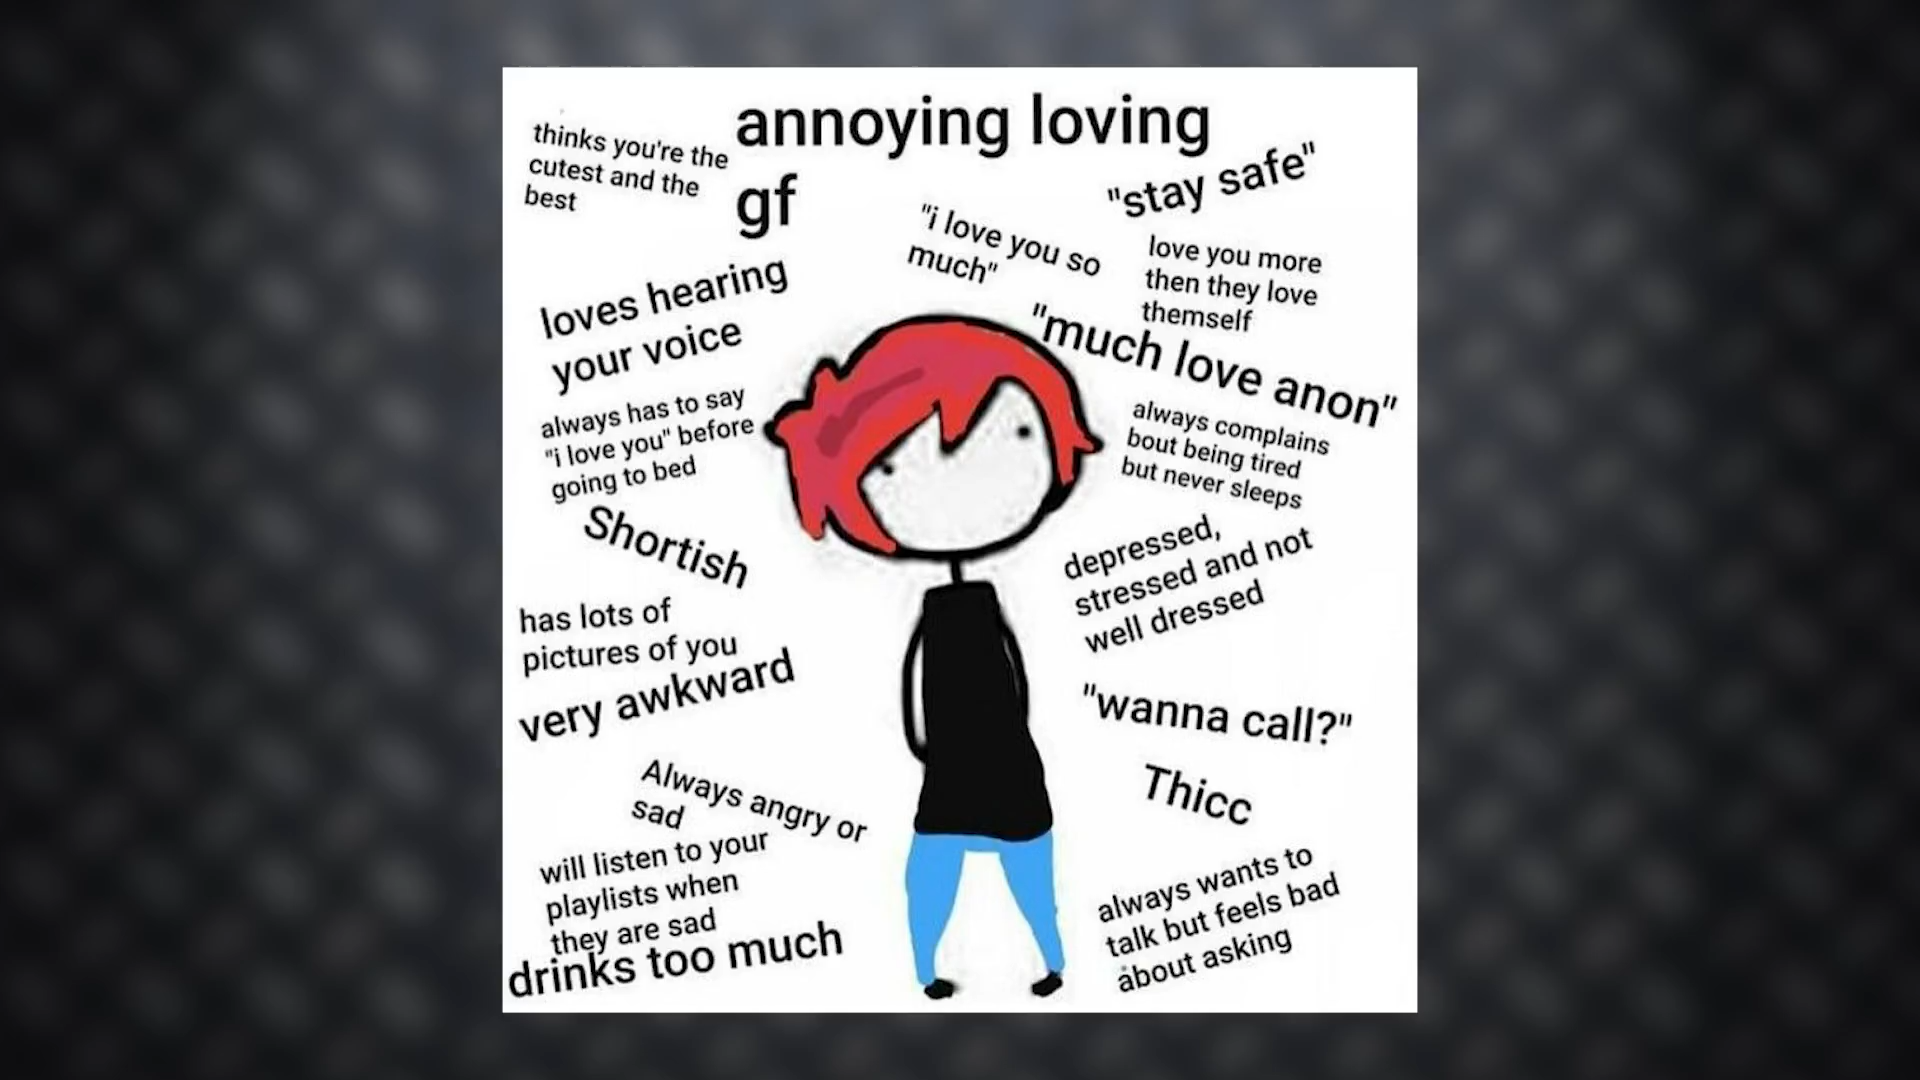 annoying loving
gf
thinks you're the
cutest and the
best
"stay safe"
"i love you so
much"
love you more
then they love
themself
loves hearing
your voice
"much love anon"
always has to say
"i love you" before
going to bed
always complains
bout being tired
but never sleeps
Shortish
depressed,
stressed and not
well dressed
has lots of
pictures of you
very awkward
"wanna call?"
Always angry or
sad
Thicc
will listen to your
playlists when
they are sad
always wants to
talk but feels bad
about asking
drinks too much